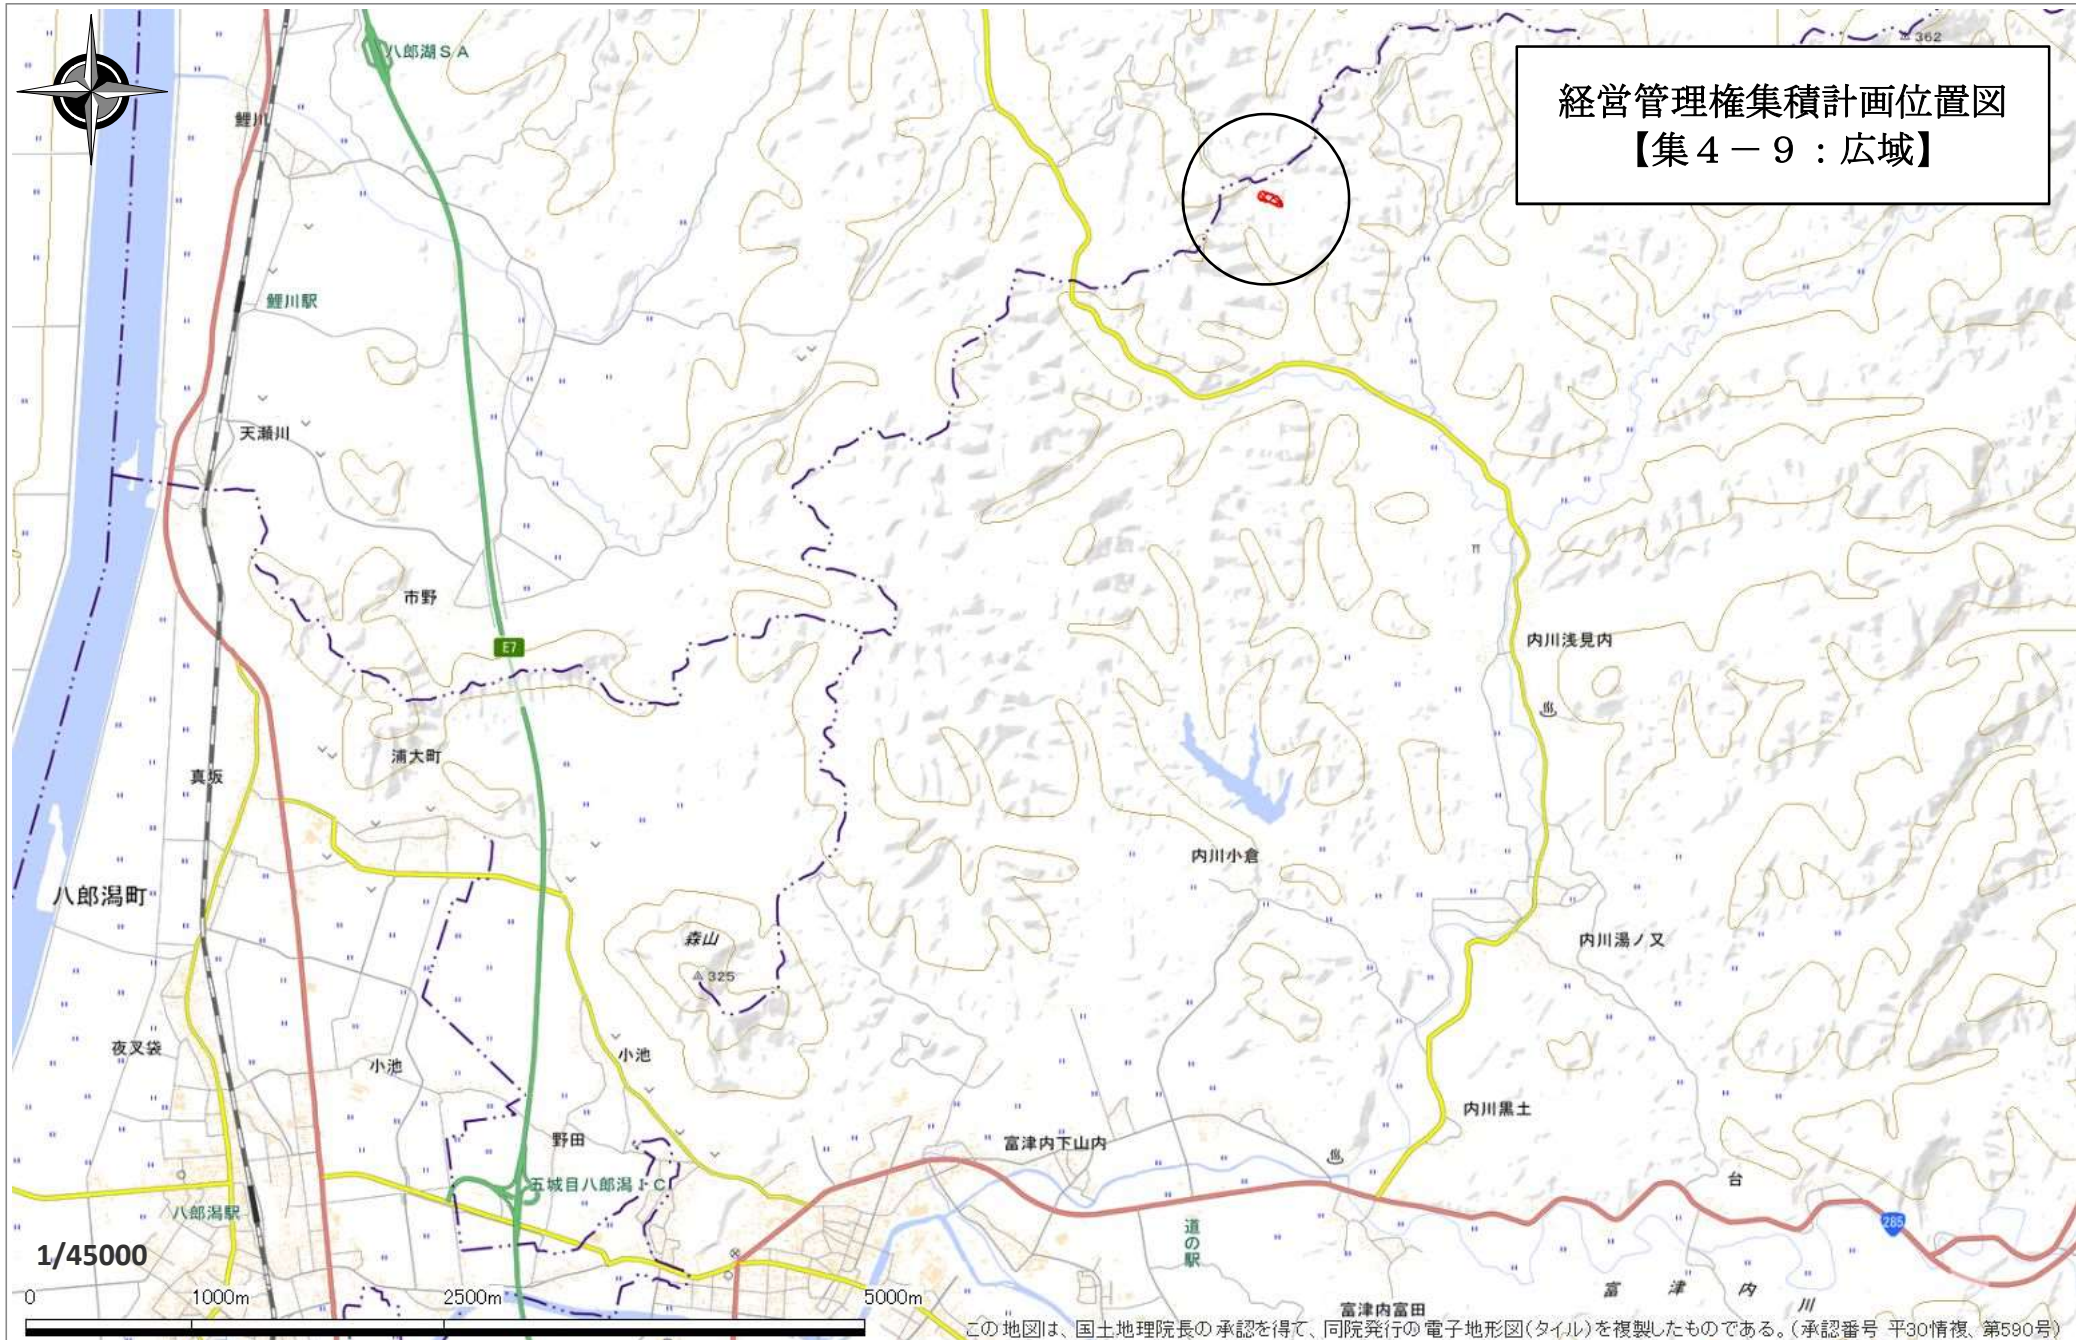 八郎湖ＳＡ
362
経営管理権集積計画位置図
【集４－９：広域】
鯉川
鯉川駅
天瀬川
市野
E7
内川浅見内
浦大町
真坂
内川小倉
八郎潟町
森山
325
内川湯ノ又
夜叉袋
小池
小池
内川黒土
野田
富津内下山内
台
五城目八郎潟ＩＣ
八郎潟駅
道の駅
285
1/45000
富津内川
0 1000m 2500m 5000m
富津内富田
この地図は、国土地理院長の承認を得て、同院発行の電子地形図(タイル)を複製したものである。(承認番号 平30情複、第590号)